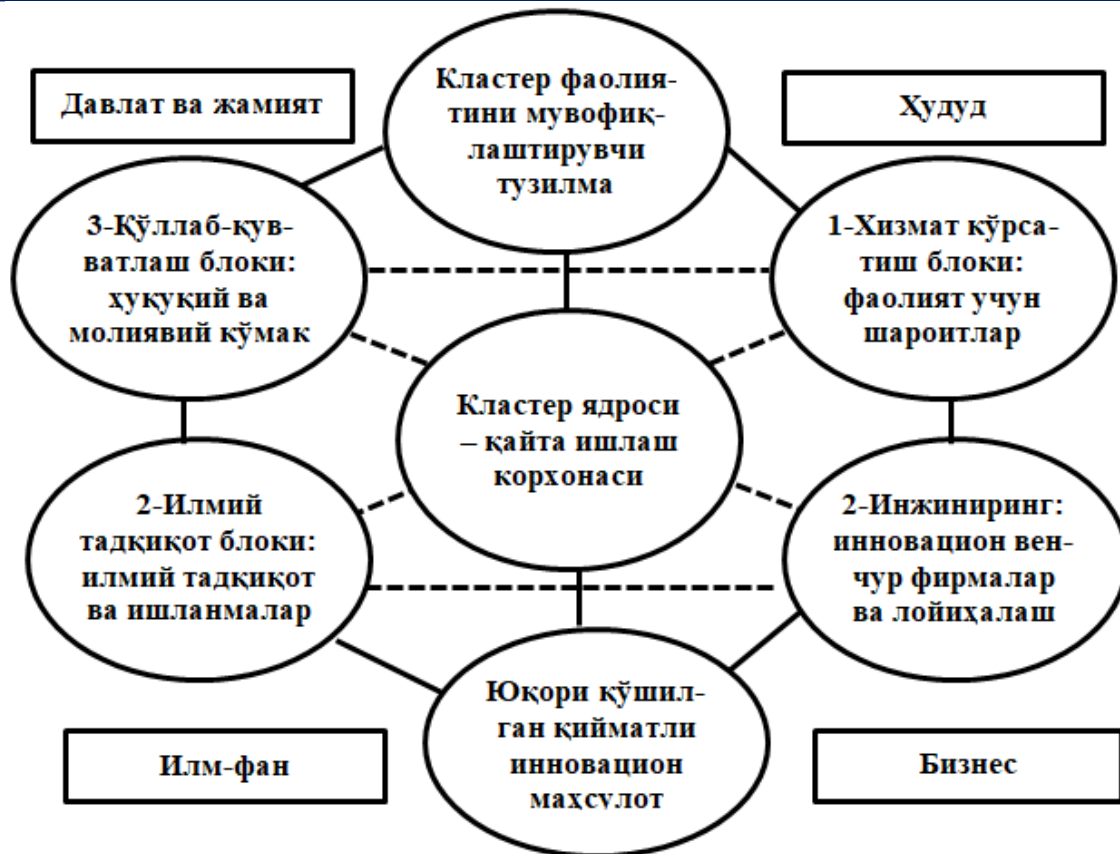 Кластер фаолия-
тини мувофиқ-
лаштирувчи
тузилма
Давлат ва жамият
Ҳудуд
3-Қўллаб-қув-
ватлаш блоки:
ҳуқуқий ва
молиявий кўмак
1-Хизмат кўрса-
тиш блоки:
фаолият учун
шароитлар
Кластер ядроси
– қайта ишлаш
корхонаси
2-Илмий
тадқиқот блоки:
илмий тадқиқот
ва ишланмалар
2-Инжиниринг:
инновацион вен-
чур фирмалар
ва лойиҳалаш
Юқори қўшил-
ган қийматли
инновацион
маҳсулот
Илм-фан
Бизнес